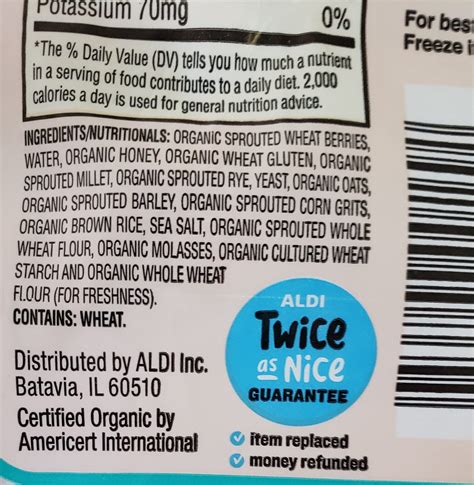 Potassium 70mg 0%
*The % Daily Value (DV) tells you how much a nutrient
in a serving of food contributes to a daily diet. 2,000
calories a day is used for general nutrition advice.
INGREDIENTS/NUTRITIONALS: ORGANIC SPROUTED WHEAT BERRIES,
WATER, ORGANIC HONEY, ORGANIC WHEAT GLUTEN, ORGANIC
SPROUTED MILLET, ORGANIC SPROUTED RYE, YEAST, ORGANIC OATS,
ORGANIC SPROUTED BARLEY, ORGANIC SPROUTED CORN GRITS,
ORGANIC BROWN RICE, SEA SALT, ORGANIC SPROUTED WHOLE
WHEAT FLOUR, ORGANIC MOLASSES, ORGANIC CULTURED WHEAT
STARCH AND ORGANIC WHOLE WHEAT
FLOUR (FOR FRESHNESS).
CONTAINS: WHEAT.
Distributed by ALDI Inc.
Batavia, IL 60510
Certified Organic by
Americert International
ALDI
Twice
as Nice
GUARANTEE
item replaced
money refunded
For best
Freeze